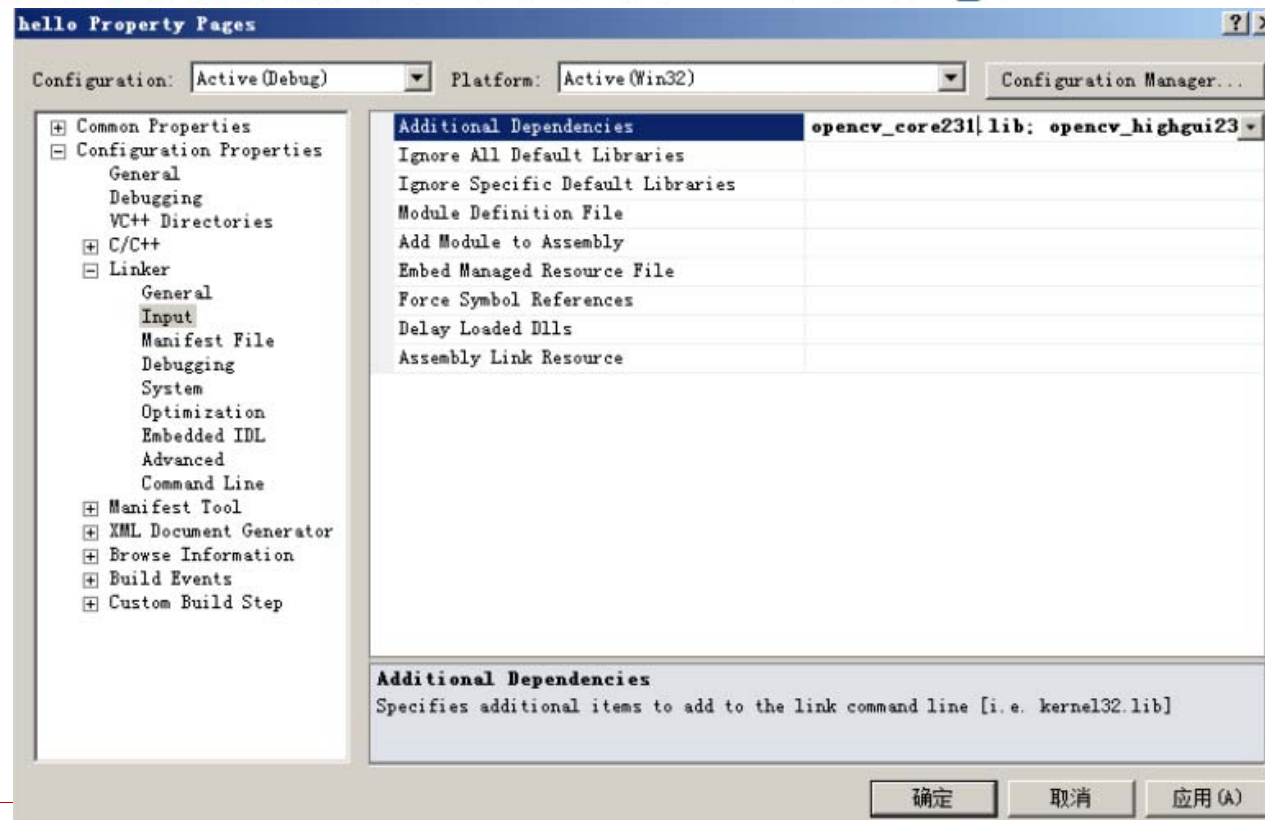 hello Property Pages
Configuration: Active(Debug) Platform: Active(Win32) Configuration Manager...
Common Properties
Configuration Properties
General
Debugging
VC++ Directories
C/C++
Linker
General
Input
Manifest File
Debugging
System
Optimization
Embedded IDL
Advanced
Command Line
Manifest Tool
XML Document Generator
Browse Information
Build Events
Custom Build Step
Additional Dependencies opencv_core231.lib; opencv_highgui23
Ignore All Default Libraries
Ignore Specific Default Libraries
Module Definition File
Add Module to Assembly
Embed Managed Resource File
Force Symbol References
Delay Loaded Dlls
Assembly Link Resource
Additional Dependencies
Specifies additional items to add to the link command line [i.e. kernel32.lib]
确定 取消 应用(A)